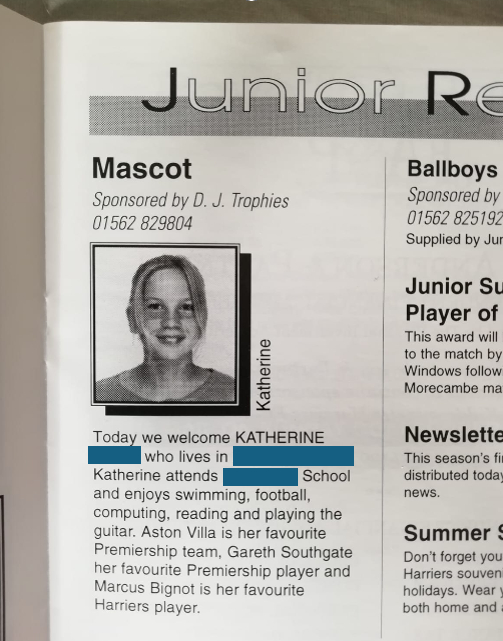 Junior Re
Mascot
Sponsored by D. J. Trophies
01562 829804
Katherine
Today we welcome KATHERINE
who lives in
Katherine attends School
and enjoys swimming, football,
computing, reading and playing the
guitar. Aston Villa is her favourite
Premiership team, Gareth Southgate
her favourite Premiership player and
Marcus Bignot is her favourite
Harriers player.
Ballboys
Sponsored by
01562 825192
Supplied by Jun
Junior Su
Player of
This award will
to the match by
Windows follow
Morecambe ma
Newslette
This season's fi
distributed today
news.
Summer S
Don't forget you
Harriers souveni
holidays. Wear y
both home and a